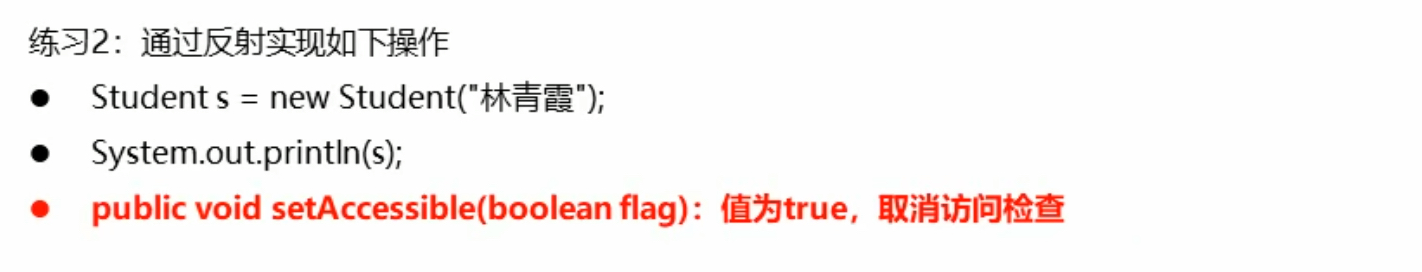 练习2：通过反射实现如下操作
● Student s = new Student("林青霞");
● System.out.println(s);
● public void setAccessible(boolean flag)：值为true，取消访问检查